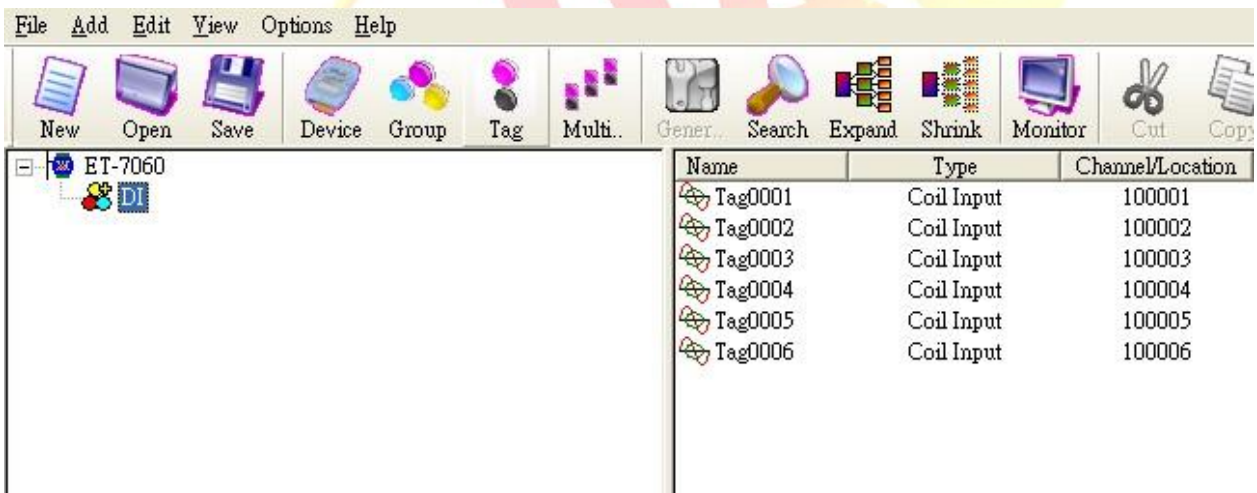 File Add Edit View Options Help
New Open Save Device Group Tag Multi.. Gener.. Search Expand Shrink Monitor Cut Copy
ET-7060
DI
Name Type Channel/Location
Tag0001 Coil Input 100001
Tag0002 Coil Input 100002
Tag0003 Coil Input 100003
Tag0004 Coil Input 100004
Tag0005 Coil Input 100005
Tag0006 Coil Input 100006